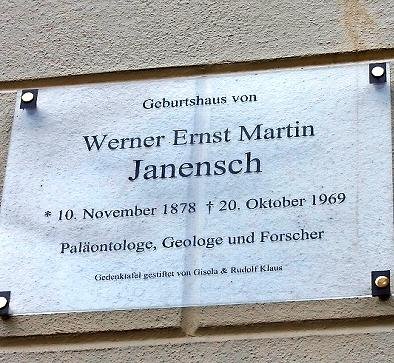 Geburtshaus von
Werner Ernst Martin
Janensch
* 10. November 1878 † 20. Oktober 1969
Paläontologe, Geologe und Forscher
Gedenktafel gestiftet von Gisela & Rudolf Klaus